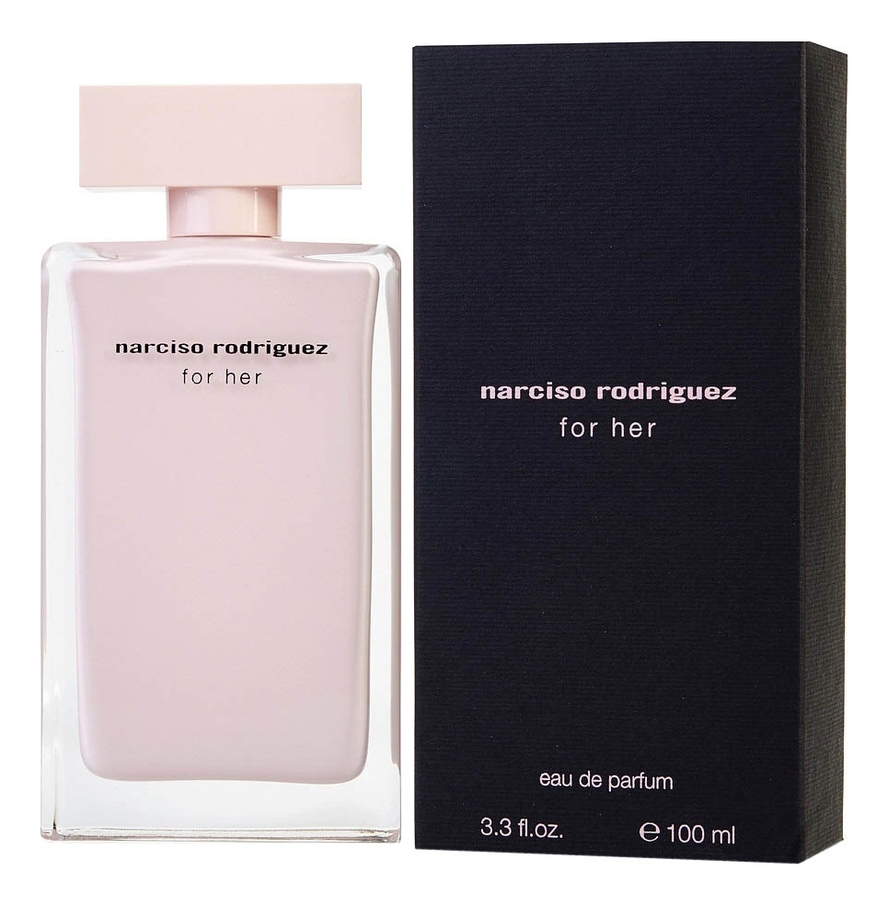 narciso rodriguez
for her
narciso rodriguez
for her
eau de parfum
3.3 fl.oz. ℮ 100 ml